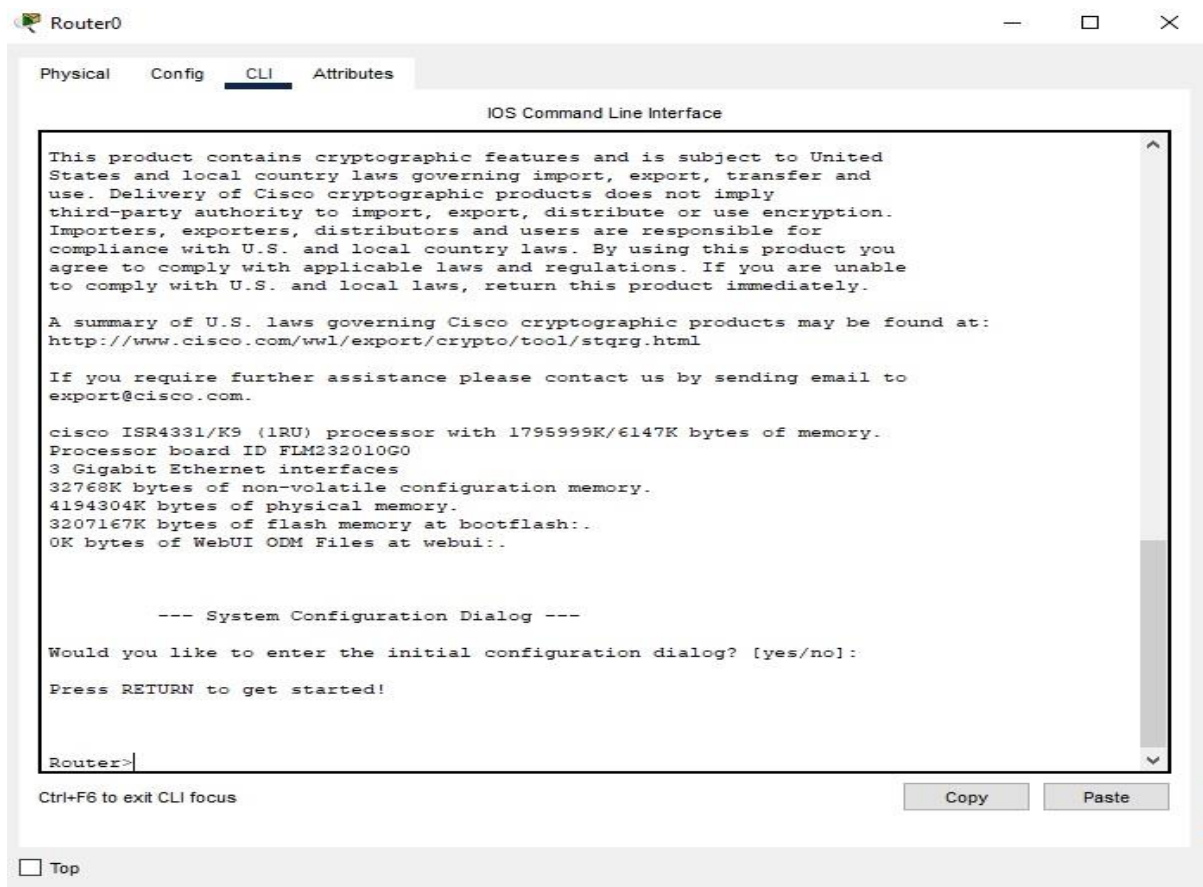 Router0
Physical Config CLI Attributes
IOS Command Line Interface
This product contains cryptographic features and is subject to United
States and local country laws governing import, export, transfer and
use. Delivery of Cisco cryptographic products does not imply
third-party authority to import, export, distribute or use encryption.
Importers, exporters, distributors and users are responsible for
compliance with U.S. and local country laws. By using this product you
agree to comply with applicable laws and regulations. If you are unable
to comply with U.S. and local laws, return this product immediately.
A summary of U.S. laws governing Cisco cryptographic products may be found at:
http://www.cisco.com/wwl/export/crypto/tool/stqrg.html
If you require further assistance please contact us by sending email to
export@cisco.com.
cisco ISR4331/K9 (1RU) processor with 1795999K/6147K bytes of memory.
Processor board ID FLM232010G0
3 Gigabit Ethernet interfaces
32768K bytes of non-volatile configuration memory.
4194304K bytes of physical memory.
3207167K bytes of flash memory at bootflash:.
0K bytes of WebUI ODM Files at webui:.
--- System Configuration Dialog ---
Would you like to enter the initial configuration dialog? [yes/no]:
Press RETURN to get started!
Router>
Ctrl+F6 to exit CLI focus
Copy Paste
Top